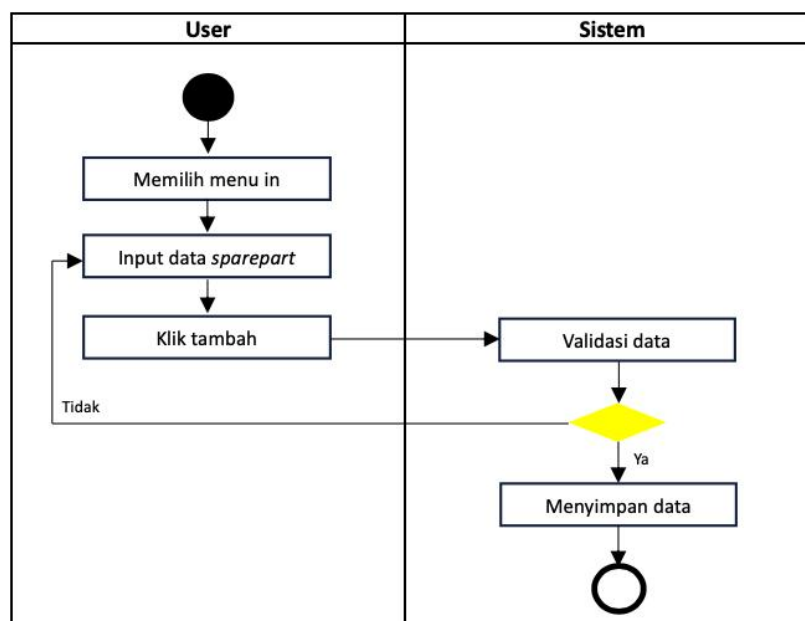 User
Sistem
Memilih menu in
Input data sparepart
Klik tambah
Validasi data
Tidak
Ya
Menyimpan data